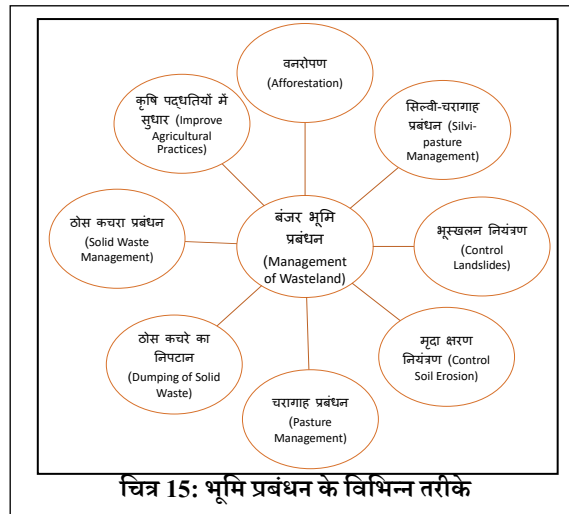 वनरोपण
(Afforestation)
सिल्वी-चरागाह
प्रबंधन (Silvi-
pasture Management)
भूस्खलन नियंत्रण
(Control
Landslides)
मृदा क्षरण
नियंत्रण (Control
Soil Erosion)
चरागाह प्रबंधन
(Pasture
Management)
ठोस कचरे का
निपटान
(Dumping of Solid
Waste)
ठोस कचरा प्रबंधन
(Solid Waste
Management)
कृषि पद्धतियों में
सुधार (Improve
Agricultural
Practices)
बंजर भूमि
प्रबंधन
(Management
of Wasteland)
चित्र 15: भूमि प्रबंधन के विभिन्न तरीके